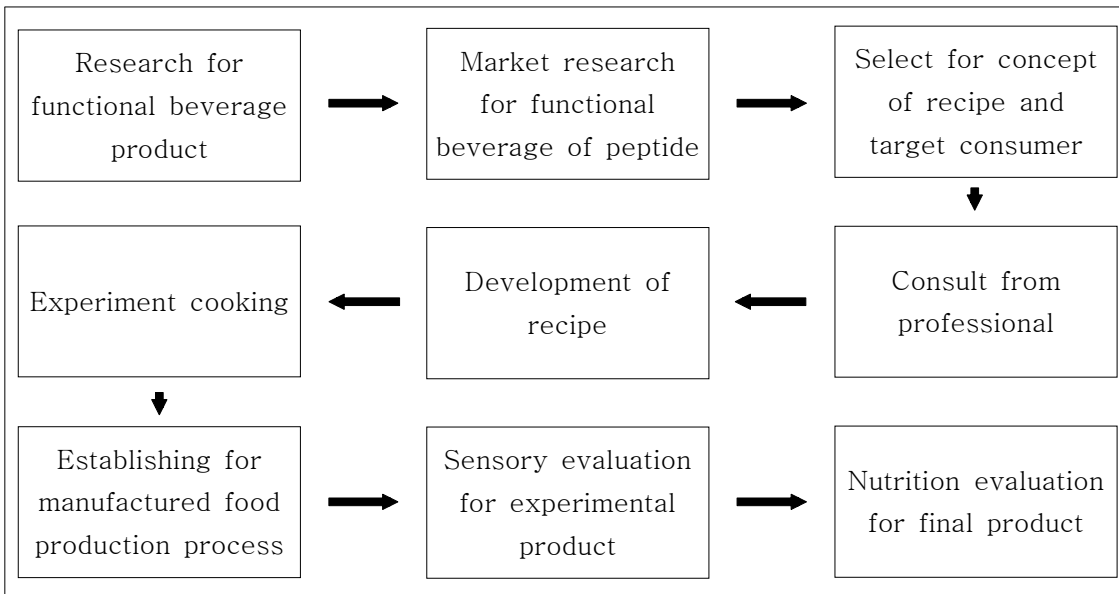 Research for
functional beverage
product
Market research
for functional
beverage of peptide
Select for concept
of recipe and
target consumer
Consult from
professional
Development of
recipe
Experiment cooking
Establishing for
manufactured food
production process
Sensory evaluation
for experimental
product
Nutrition evaluation
for final product